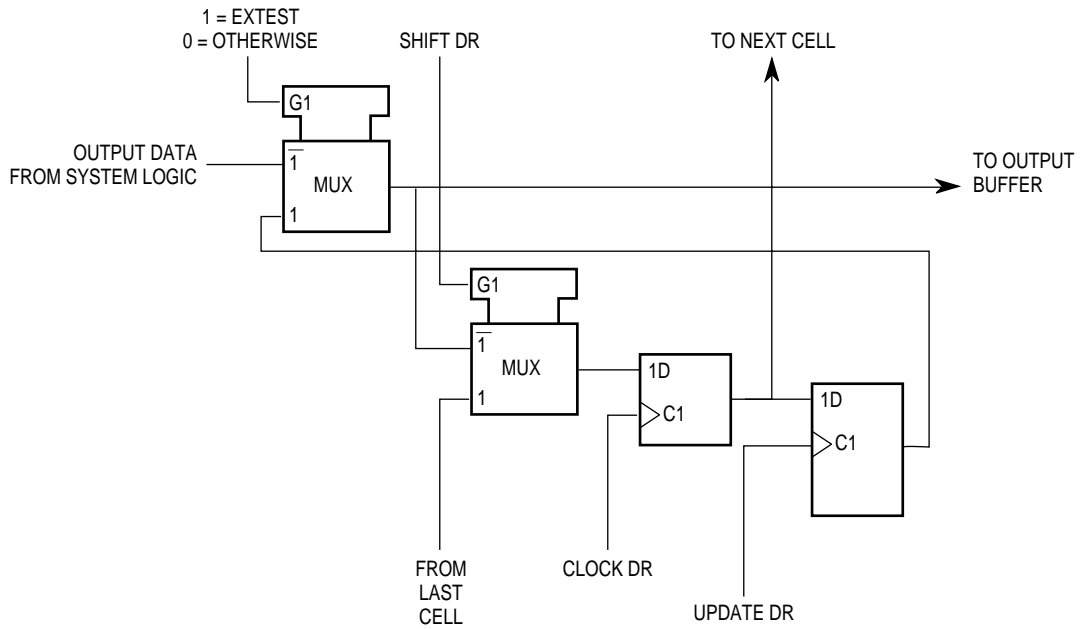 1 = EXTEST
0 = OTHERWISE
SHIFT DR
TO NEXT CELL
G1
OUTPUT DATA
FROM SYSTEM LOGIC
1̅
MUX
1
TO OUTPUT
BUFFER
G1
1̅
MUX
1
1D
C1
1D
C1
FROM
LAST
CELL
CLOCK DR
UPDATE DR